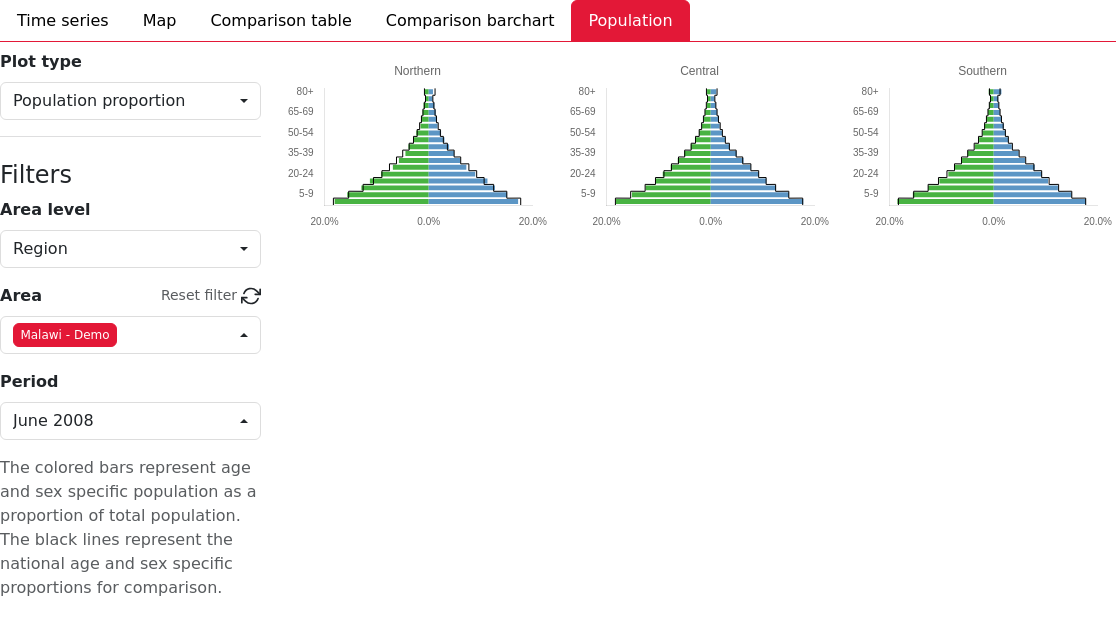 Time series Map Comparison table Comparison barchart Population
Plot type
Population proportion
Filters
Area level
Region
Area Reset filter
Malawi - Demo
Period
June 2008
The colored bars represent age
and sex specific population as a
proportion of total population.
The black lines represent the
national age and sex specific
proportions for comparison.
Northern
80+
65-69
50-54
35-39
20-24
5-9
20.0% 0.0% 20.0%
Central
80+
65-69
50-54
35-39
20-24
5-9
20.0% 0.0% 20.0%
Southern
80+
65-69
50-54
35-39
20-24
5-9
20.0% 0.0% 20.0%